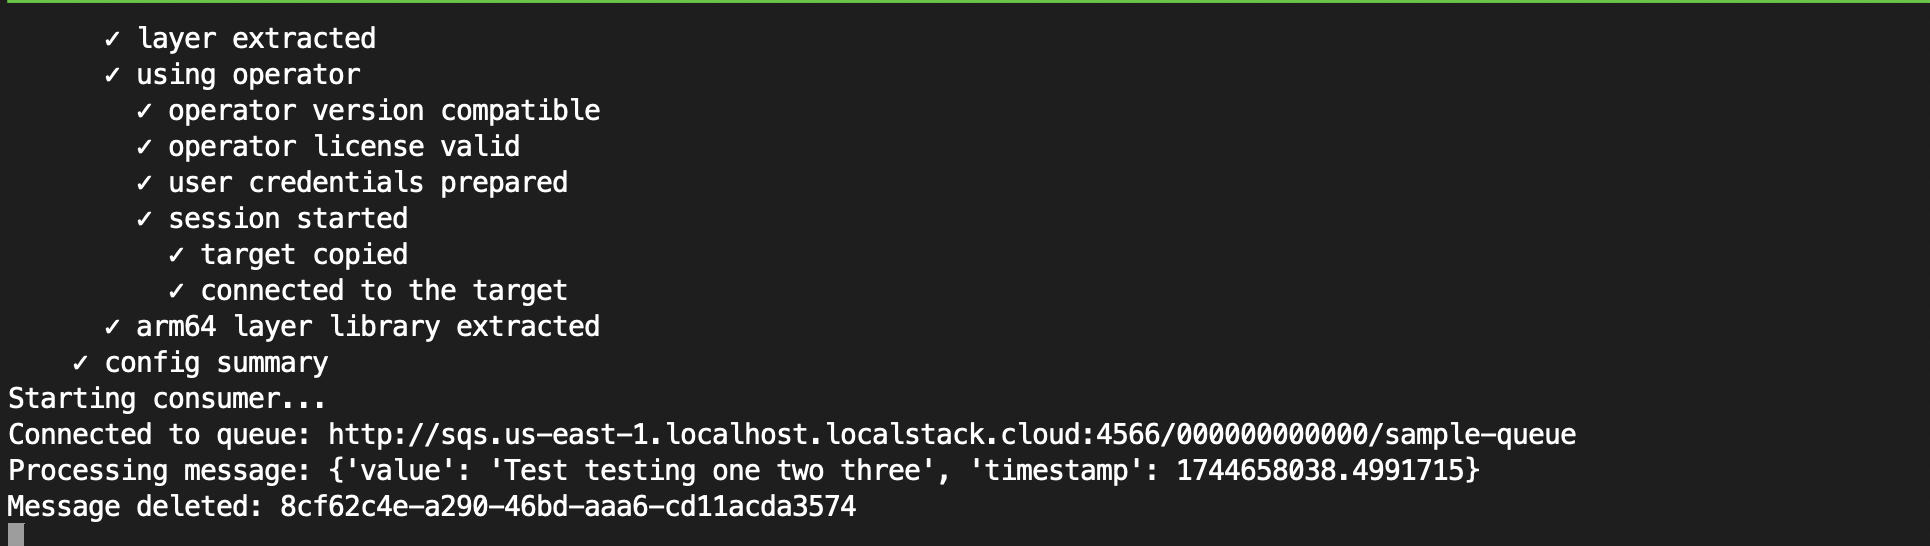 ✓ layer extracted
✓ using operator
✓ operator version compatible
✓ operator license valid
✓ user credentials prepared
✓ session started
✓ target copied
✓ connected to the target
✓ arm64 layer library extracted
✓ config summary
Starting consumer...
Connected to queue: http://sqs.us-east-1.localhost.localstack.cloud:4566/000000000000/sample-queue
Processing message: {'value': 'Test testing one two three', 'timestamp': 1744658038.4991715}
Message deleted: 8cf62c4e-a290-46bd-aaa6-cd11acda3574